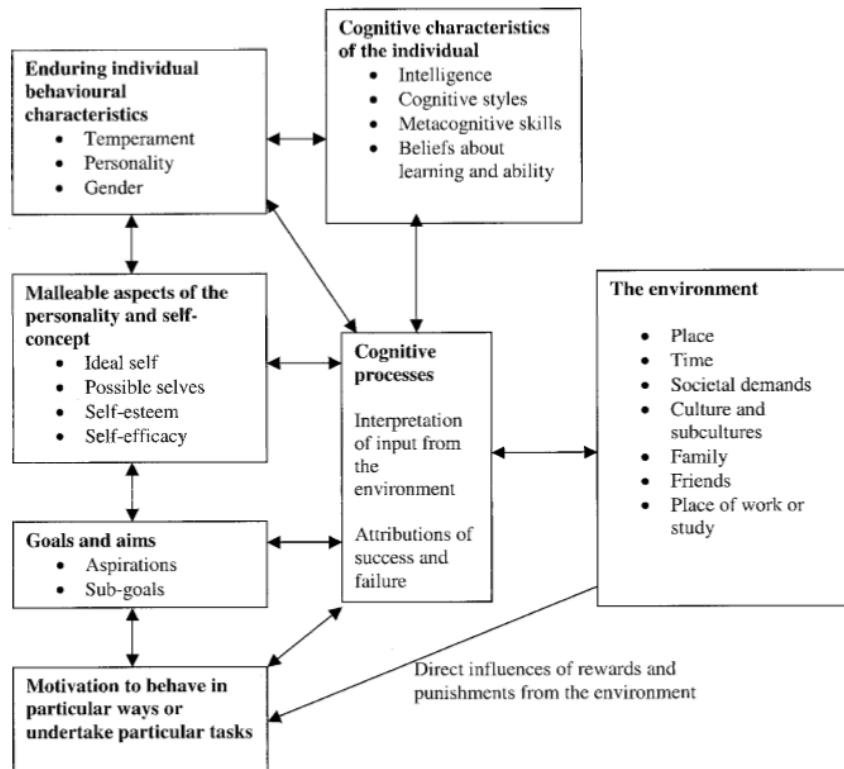 Cognitive characteristics
of the individual
• Intelligence
• Cognitive styles
• Metacognitive skills
• Beliefs about
learning and ability
Enduring individual
behavioural
characteristics
• Temperament
• Personality
• Gender
Malleable aspects of the
personality and self-
concept
• Ideal self
• Possible selves
• Self-esteem
• Self-efficacy
Cognitive
processes
Interpretation
of input from
the
environment
Attributions of
success and
failure
The environment
• Place
• Time
• Societal demands
• Culture and
subcultures
• Family
• Friends
• Place of work or
study
Goals and aims
• Aspirations
• Sub-goals
Motivation to behave in
particular ways or
undertake particular tasks
Direct influences of rewards and
punishments from the environment